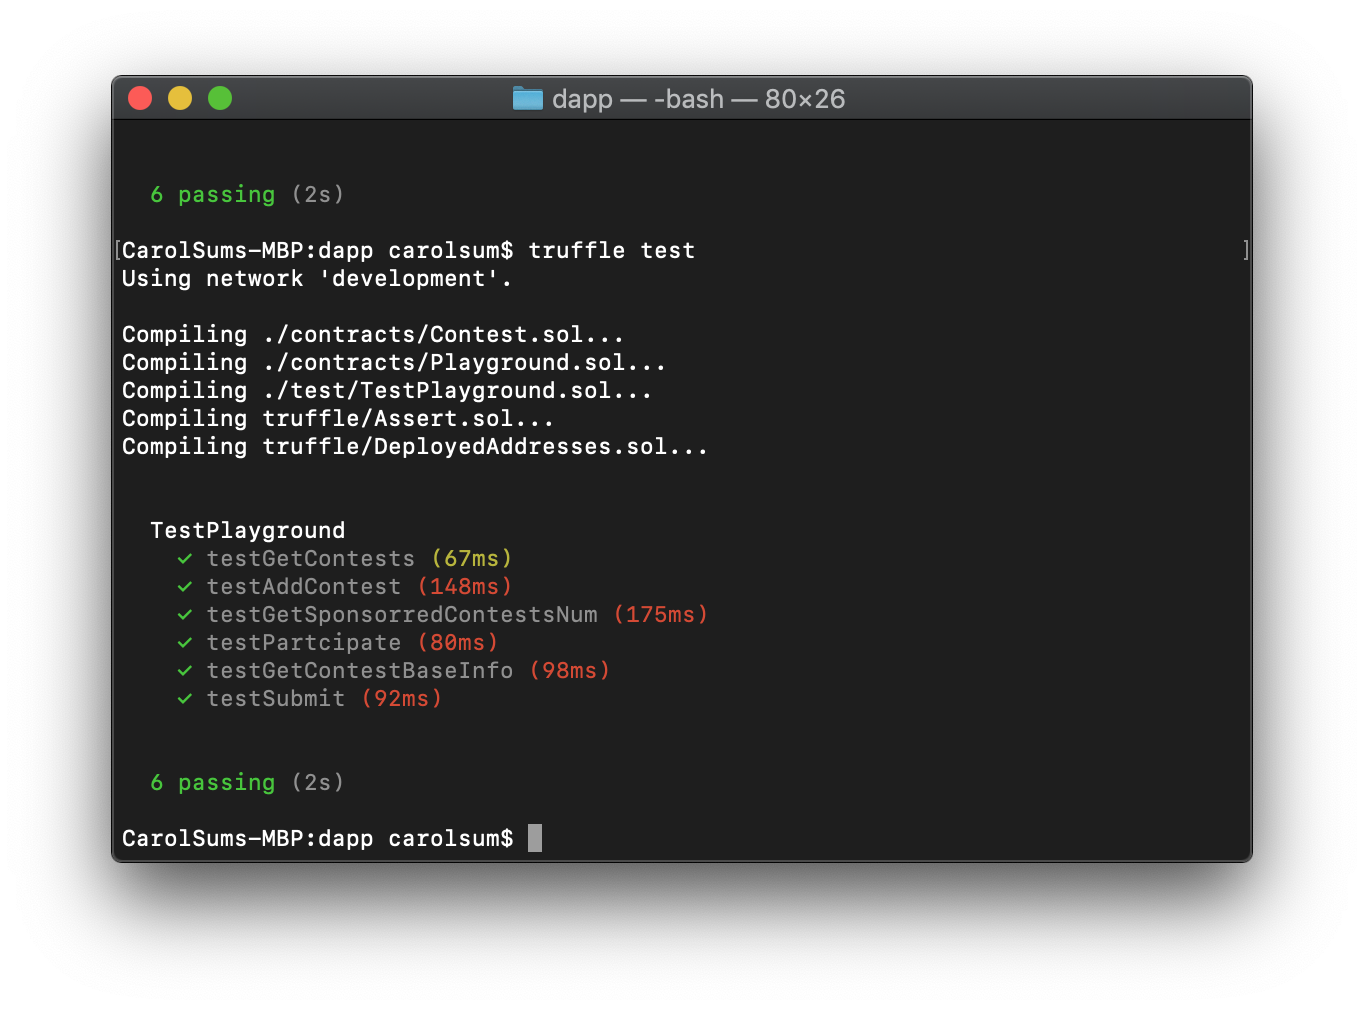 dapp — -bash — 80×26
6 passing (2s)
[CarolSums-MBP:dapp carolsum$ truffle test ]
Using network 'development'.
Compiling ./contracts/Contest.sol...
Compiling ./contracts/Playground.sol...
Compiling ./test/TestPlayground.sol...
Compiling truffle/Assert.sol...
Compiling truffle/DeployedAddresses.sol...
TestPlayground
✓ testGetContests (67ms)
✓ testAddContest (148ms)
✓ testGetSponsorredContestsNum (175ms)
✓ testPartcipate (80ms)
✓ testGetContestBaseInfo (98ms)
✓ testSubmit (92ms)
6 passing (2s)
CarolSums-MBP:dapp carolsum$